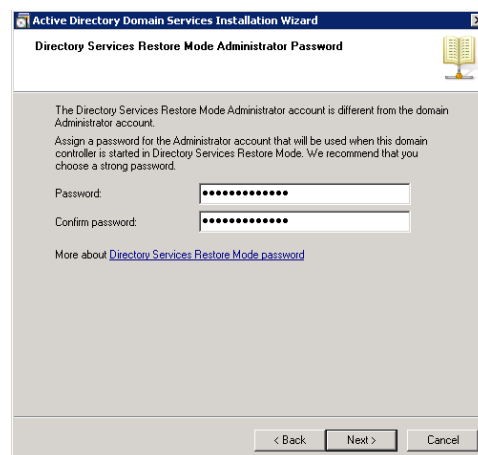 Active Directory Domain Services Installation Wizard
Directory Services Restore Mode Administrator Password
The Directory Services Restore Mode Administrator account is different from the domain
Administrator account.
Assign a password for the Administrator account that will be used when this domain
controller is started in Directory Services Restore Mode. We recommend that you
choose a strong password.
Password: •••••••••••••
Confirm password: •••••••••••••
More about Directory Services Restore Mode password
< Back Next > Cancel